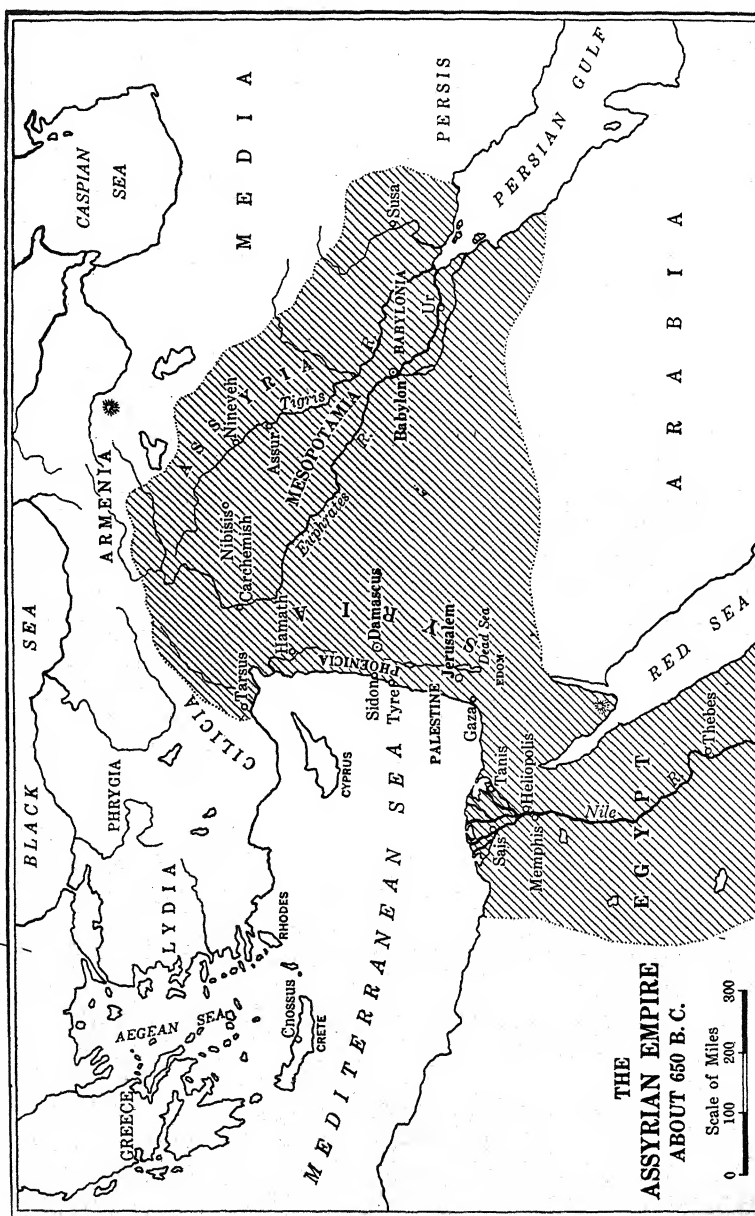 BLACK SEA
CASPIAN SEA
GREECE
AEGEAN SEA
LYDIA
PHRYGIA
ARMENIA
MEDIA
CILICIA
RHODES
Cnossus
CRETE
CYPRUS
Tarsus
Carchemish
Nibisis
ASSYRIA
Nineveh
Assur
Tigris R.
MESOPOTAMIA
Euphrates R.
Hamath
SYRIA
PHOENICIA
Damascus
Sidon
Tyre
MEDITERRANEAN SEA
PALESTINE
Jerusalem
Dead Sea
EDOM
Gaza
Babylon
BABYLONIA
Ur
Susa
PERSIS
PERSIAN GULF
Tanis
Sais
Heliopolis
Memphis
Nile R.
EGYPT
Thebes
RED SEA
ARABIA
THE
ASSYRIAN EMPIRE
ABOUT 650 B.C.
Scale of Miles
0 100 200 300